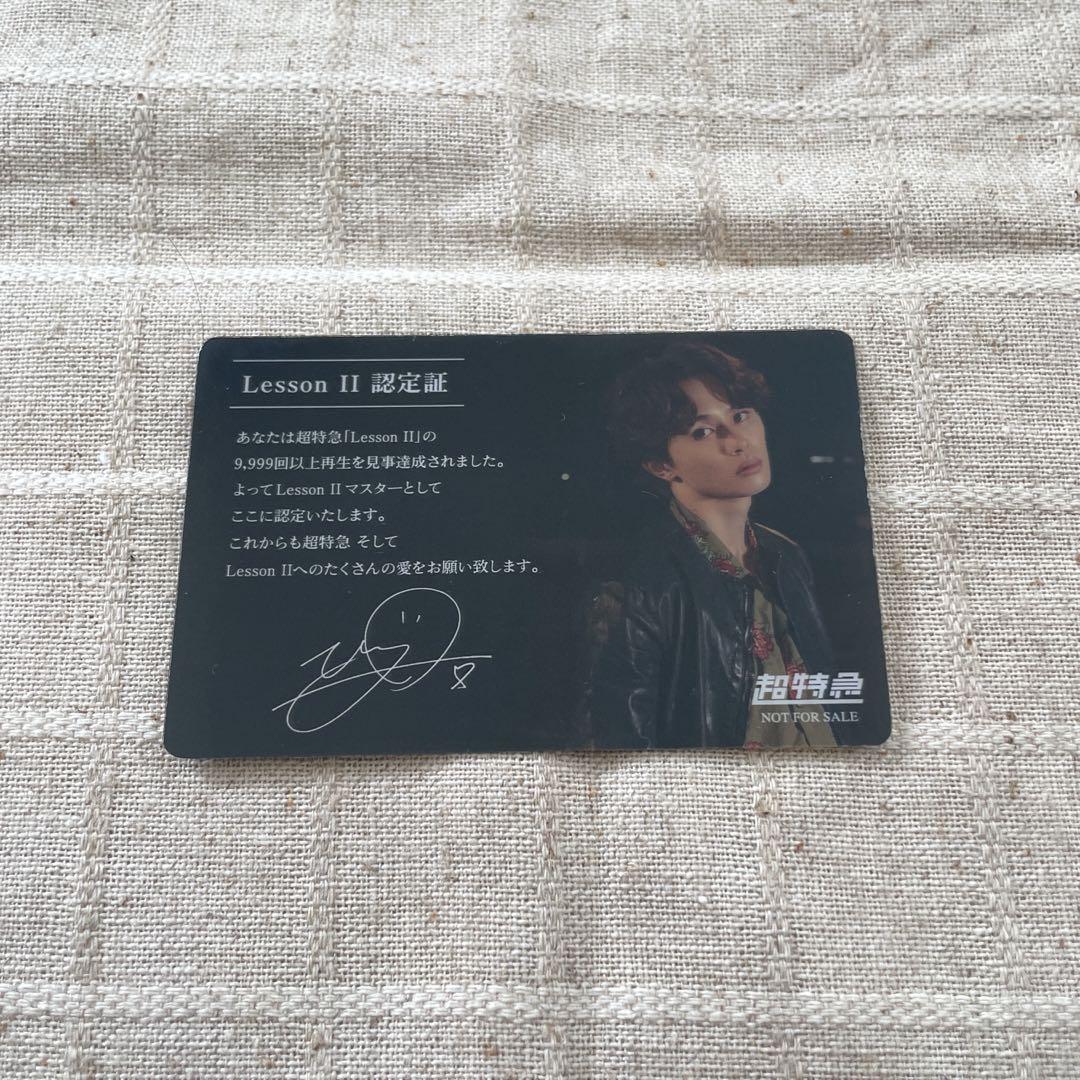 Lesson II 認定証
あなたは超特急「Lesson II」の
9,999回以上再生を見事達成されました。
よってLesson II マスターとして
ここに認定いたします。
これからも超特急 そして
Lesson IIへのたくさんの愛をお願い致します。
超特急
NOT FOR SALE